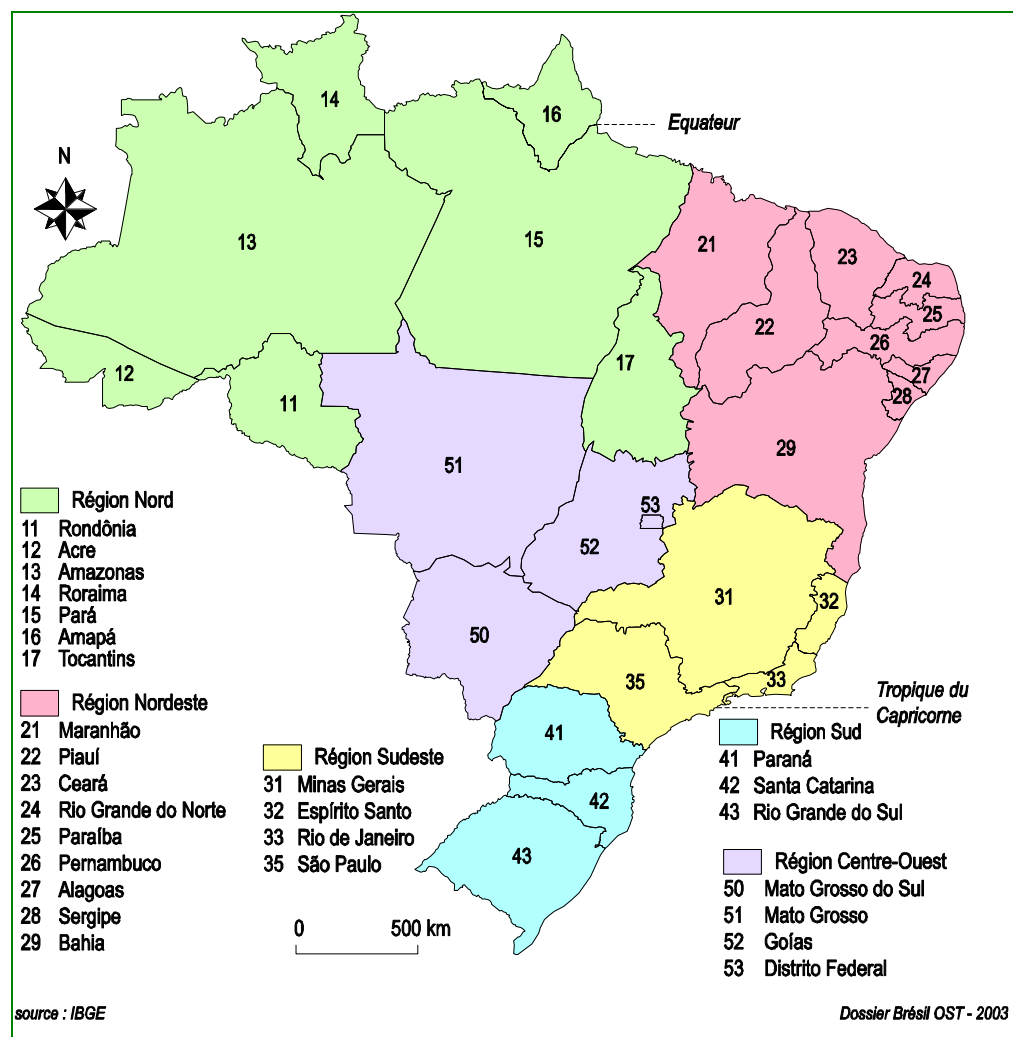 14
16
Equateur
N
13
15
21
23
24
25
22
26
17
27
12
28
11
29
51
53
52
31
32
50
35
33
Tropique du
Capricorne
41
42
43
Région Nord
11 Rondônia
12 Acre
13 Amazonas
14 Roraima
15 Pará
16 Amapá
17 Tocantins
Région Nordeste
21 Maranhão
22 Piauí
23 Ceará
24 Rio Grande do Norte
25 Paraíba
26 Pernambuco
27 Alagoas
28 Sergipe
29 Bahia
Région Sudeste
31 Minas Gerais
32 Espírito Santo
33 Rio de Janeiro
35 São Paulo
Région Sud
41 Paraná
42 Santa Catarina
43 Rio Grande do Sul
Région Centre-Ouest
50 Mato Grosso do Sul
51 Mato Grosso
52 Goías
53 Distrito Federal
0 500 km
source : IBGE
Dossier Brésil OST - 2003